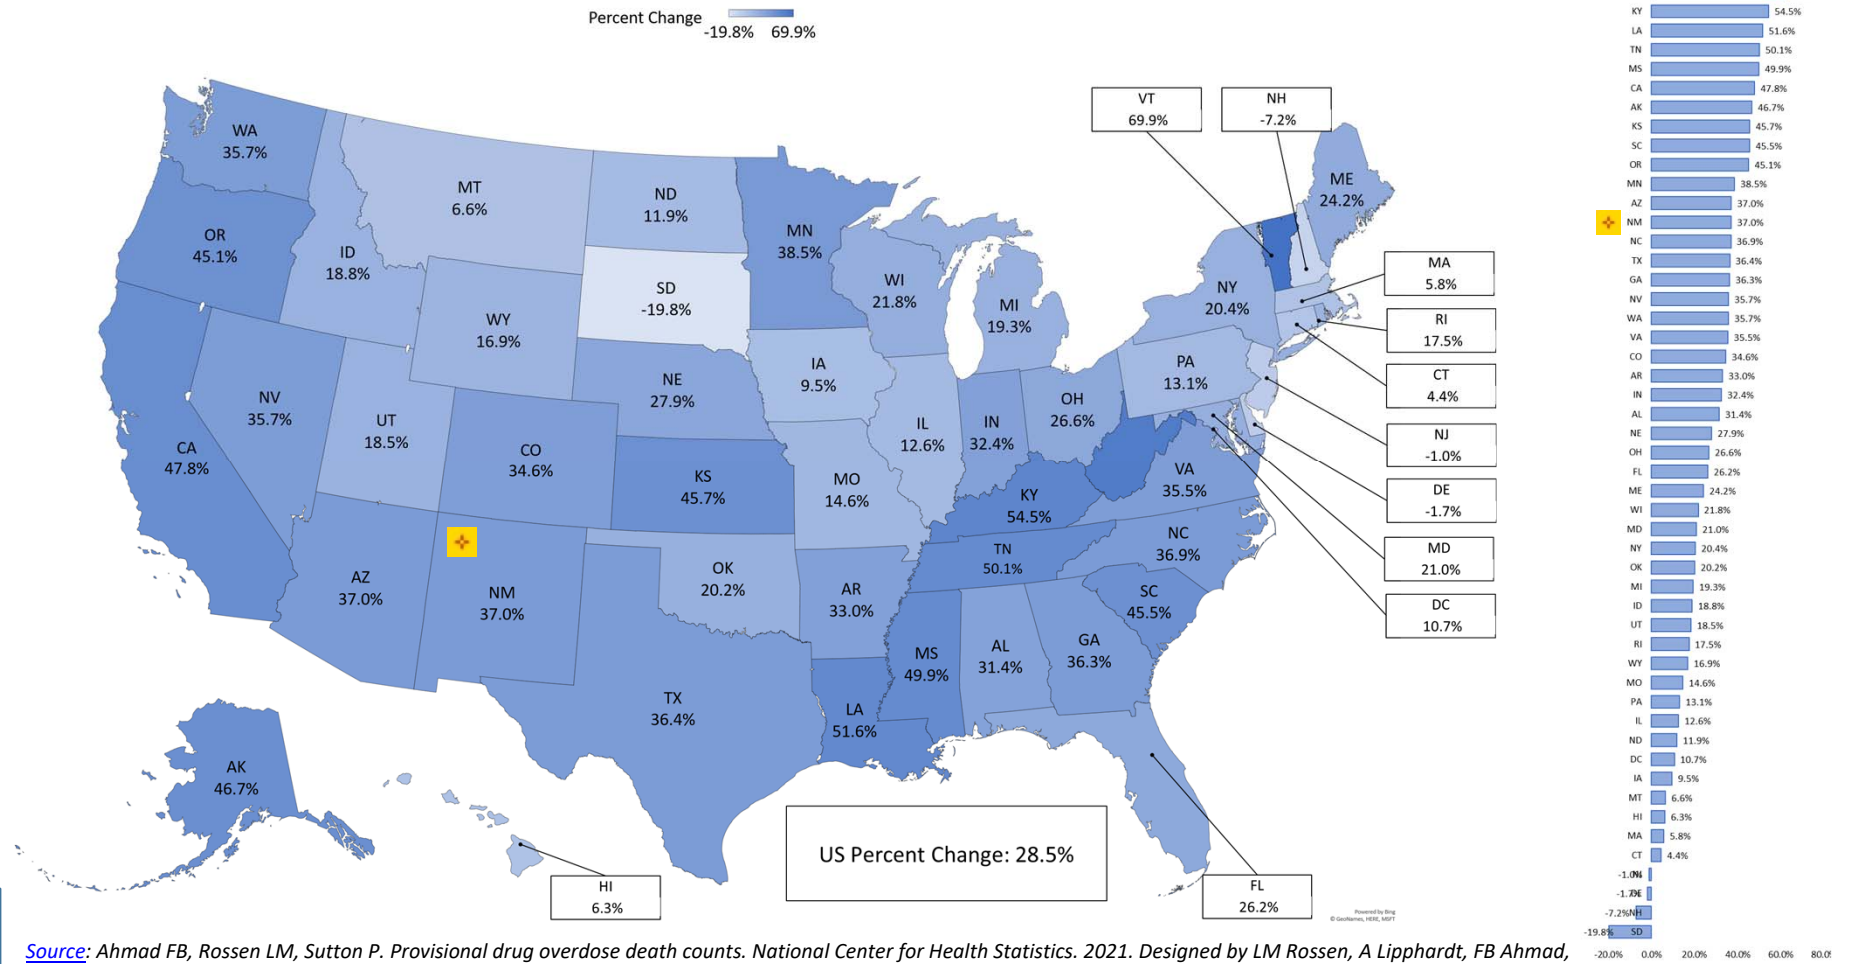 Percent Change
-19.8% 69.9%
WA
35.7%
OR
45.1%
CA
47.8%
NV
35.7%
ID
18.8%
MT
6.6%
WY
16.9%
UT
18.5%
AZ
37.0%
CO
34.6%
NM
37.0%
ND
11.9%
SD
-19.8%
NE
27.9%
KS
45.7%
OK
20.2%
TX
36.4%
MN
38.5%
IA
9.5%
MO
14.6%
AR
33.0%
LA
51.6%
WI
21.8%
IL
12.6%
MI
19.3%
IN
32.4%
OH
26.6%
KY
54.5%
TN
50.1%
MS
49.9%
AL
31.4%
GA
36.3%
SC
45.5%
NC
36.9%
VA
35.5%
PA
13.1%
NY
20.4%
ME
24.2%
VT
69.9%
NH
-7.2%
MA
5.8%
RI
17.5%
CT
4.4%
NJ
-1.0%
DE
-1.7%
MD
21.0%
DC
10.7%
FL
26.2%
AK
46.7%
HI
6.3%
US Percent Change: 28.5%
Powered by Bing
© GeoNames, HERE, MSFT
KY 54.5%
LA 51.6%
TN 50.1%
MS 49.9%
CA 47.8%
AK 46.7%
KS 45.7%
SC 45.5%
OR 45.1%
MN 38.5%
AZ 37.0%
NM 37.0%
NC 36.9%
TX 36.4%
GA 36.3%
NV 35.7%
WA 35.7%
VA 35.5%
CO 34.6%
AR 33.0%
IN 32.4%
AL 31.4%
NE 27.9%
OH 26.6%
FL 26.2%
ME 24.2%
WI 21.8%
MD 21.0%
NY 20.4%
OK 20.2%
MI 19.3%
ID 18.8%
UT 18.5%
RI 17.5%
WY 16.9%
MO 14.6%
PA 13.1%
IL 12.6%
ND 11.9%
DC 10.7%
IA 9.5%
MT 6.6%
HI 6.3%
MA 5.8%
CT 4.4%
-1.0% NJ
-1.7% DE
-7.2% NH
-19.8% SD
-20.0% 0.0% 20.0% 40.0% 60.0% 80.0
Source: Ahmad FB, Rossen LM, Sutton P. Provisional drug overdose death counts. National Center for Health Statistics. 2021. Designed by LM Rossen, A Lipphardt, FB Ahmad,